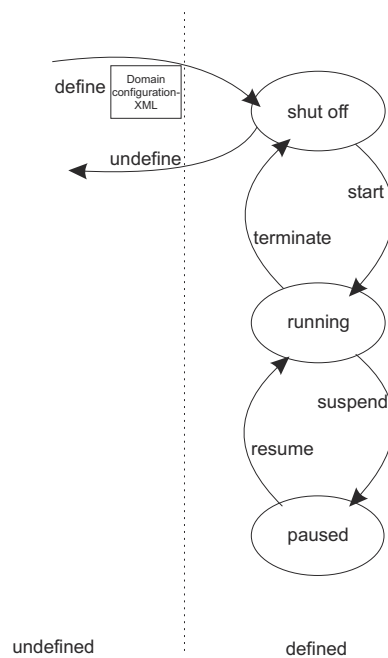 define
Domain
configuration-
XML
shut off
undefine
start
terminate
running
suspend
resume
paused
undefined
defined